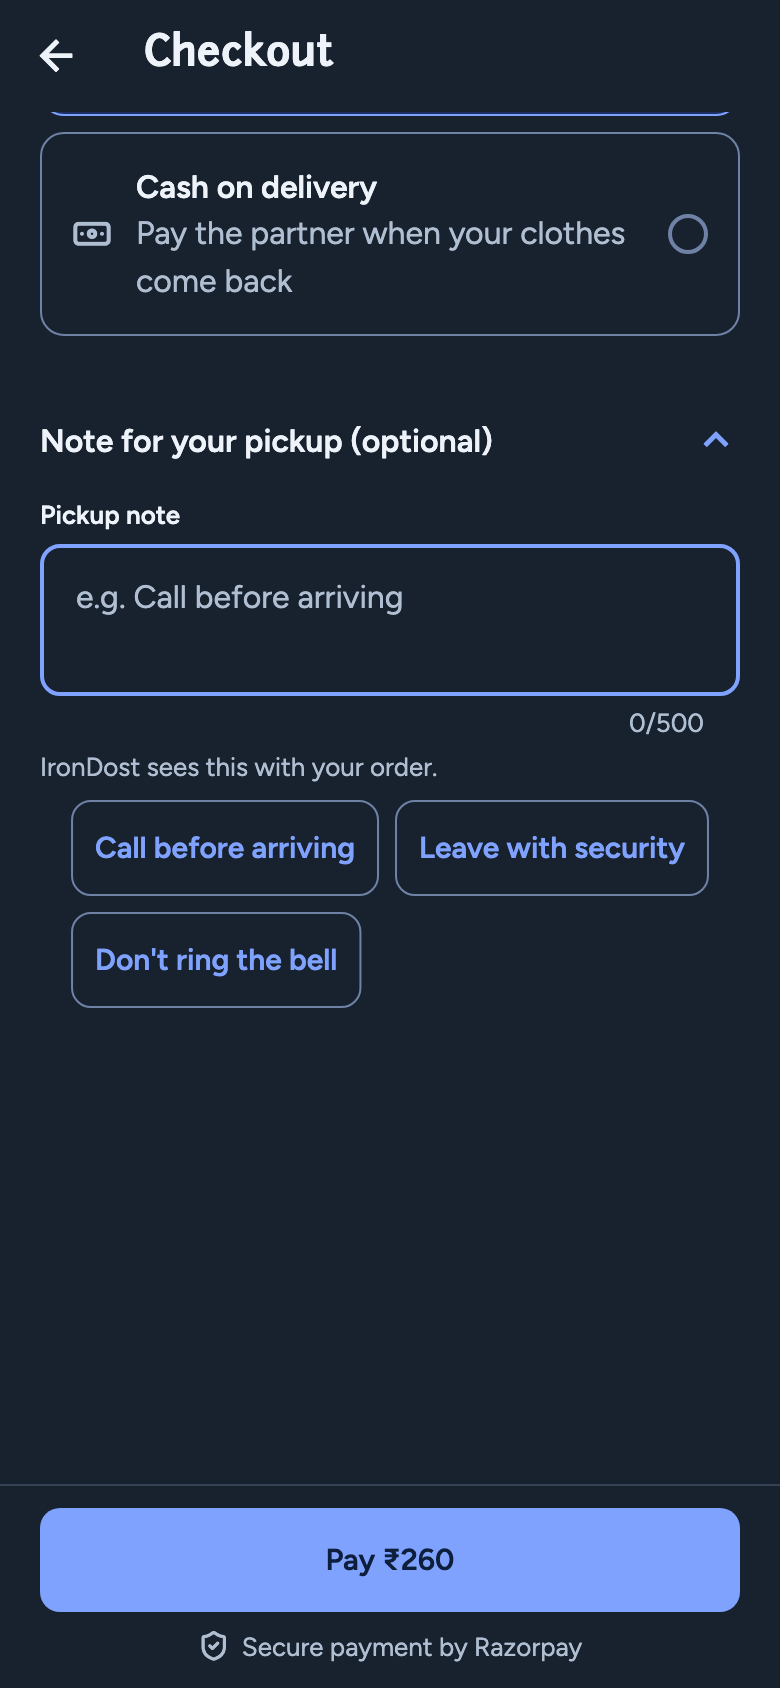 Checkout
Cash on delivery
Pay the partner when your clothes
come back
Note for your pickup (optional)
Pickup note
e.g. Call before arriving
0/500
IronDost sees this with your order.
Call before arriving
Leave with security
Don't ring the bell
Pay ₹260
Secure payment by Razorpay